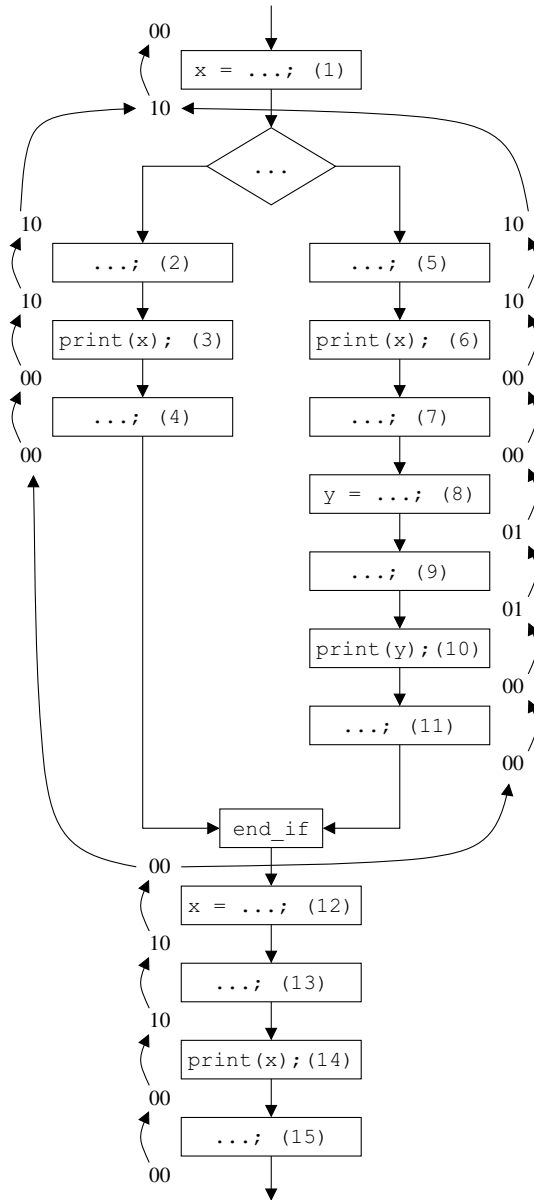 00
x = ...; (1)
10
...
10 10
...; (2) ...; (5)
10 10
print(x); (3) print(x); (6)
00 00
...; (4) ...; (7)
00 00
y = ...; (8)
01
...; (9)
01
print(y);(10)
00
...; (11)
00
end_if
00
x = ...; (12)
10
...; (13)
10
print(x);(14)
00
...; (15)
00